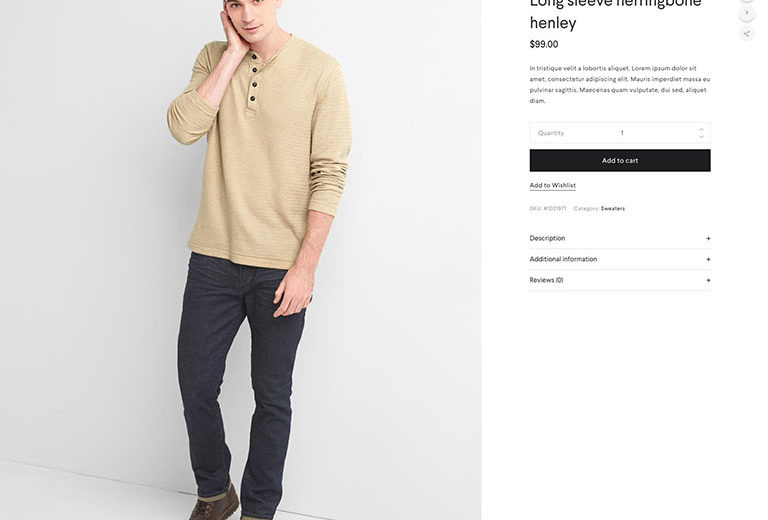 Long sleeve herringbone
henley
$99.00
In tristique velit a lobortis aliquet. Lorem ipsum dolor sit
amet, consectetur adipiscing elit. Mauris imperdiet massa eu
pulvinar sagittis. Maecenas quam vulputate, dui sed, aliquet
diam.
Quantity 1
Add to cart
Add to Wishlist
SKU: #1021971 Category: Sweaters
Description +
Additional information +
Reviews (0) +